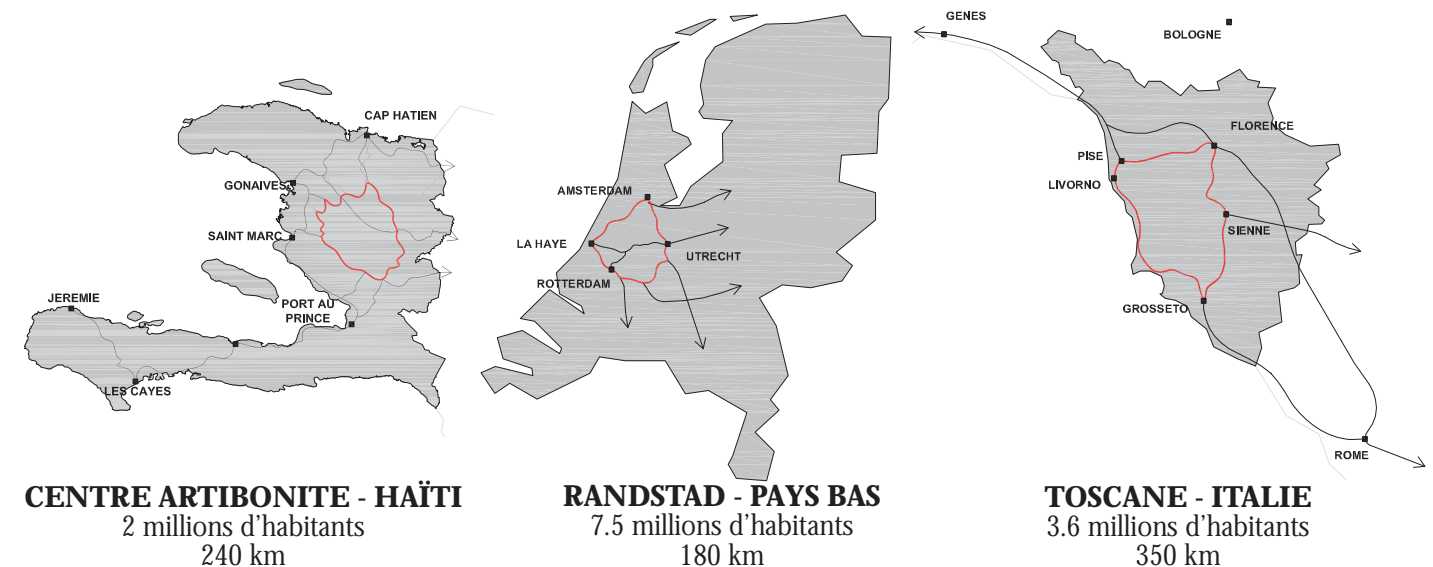 CAP HATIEN
GONAIVES
SAINT MARC
JEREMIE
PORT AU
PRINCE
LES CAYES
CENTRE ARTIBONITE - HAÏTI
2 millions d'habitants
240 km
AMSTERDAM
LA HAYE
UTRECHT
ROTTERDAM
RANDSTAD - PAYS BAS
7.5 millions d'habitants
180 km
GENES
BOLOGNE
FLORENCE
PISE
LIVORNO
SIENNE
GROSSETO
ROME
TOSCANE - ITALIE
3.6 millions d'habitants
350 km